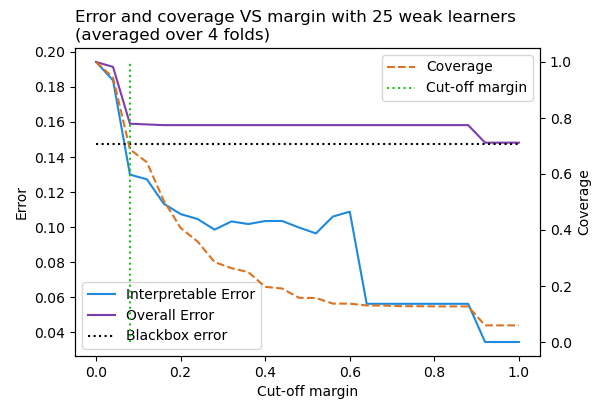 Error and coverage VS margin with 25 weak learners
(averaged over 4 folds)
0.20
0.18
0.16
0.14
0.12
0.10
0.08
0.06
0.04
Error
1.0
0.8
0.6
0.4
0.2
0.0
Coverage
Coverage
Cut-off margin
Interpretable Error
Overall Error
Blackbox error
0.0 0.2 0.4 0.6 0.8 1.0
Cut-off margin